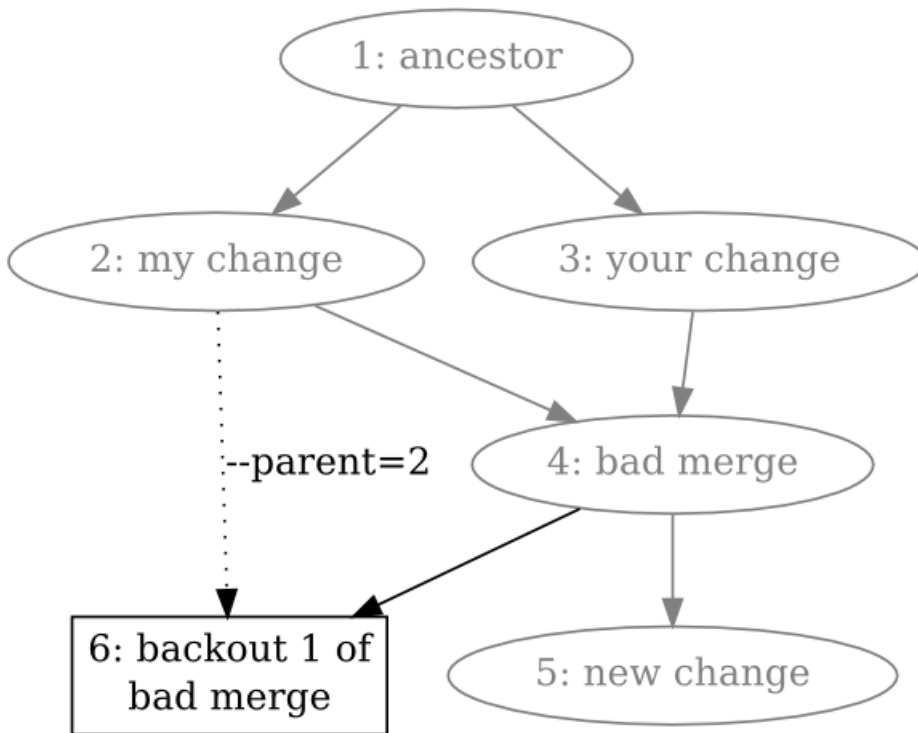 1: ancestor
2: my change
3: your change
--parent=2
4: bad merge
6: backout 1 of
bad merge
5: new change